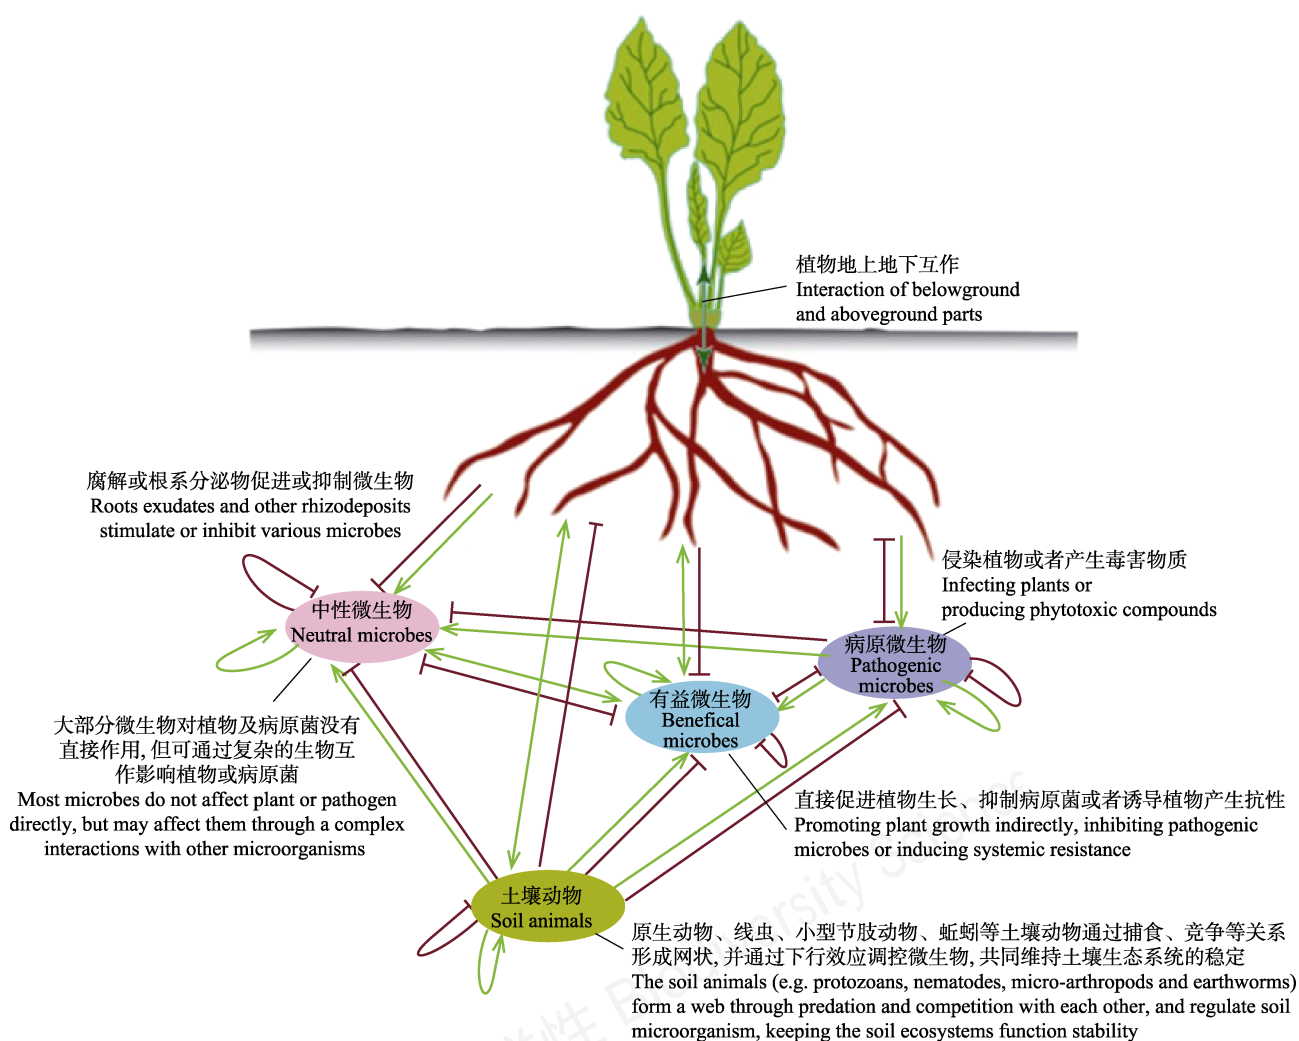 植物地上地下互作
Interaction of belowground
and aboveground parts
腐解或根系分泌物促进或抑制微生物
Roots exudates and other rhizodeposits
stimulate or inhibit various microbes
侵染植物或者产生毒害物质
Infecting plants or
producing phytotoxic compounds
中性微生物
Neutral microbes
病原微生物
Pathogenic
microbes
有益微生物
Benefical
microbes
大部分微生物对植物及病原菌没有
直接作用, 但可通过复杂的生物互
作影响植物或病原菌
Most microbes do not affect plant or pathogen
directly, but may affect them through a complex
interactions with other microorganisms
直接促进植物生长、抑制病原菌或者诱导植物产生抗性
Promoting plant growth indirectly, inhibiting pathogenic
microbes or inducing systemic resistance
土壤动物
Soil animals
原生动物、线虫、小型节肢动物、蚯蚓等土壤动物通过捕食、竞争等关系
形成网状, 并通过下行效应调控微生物, 共同维持土壤生态系统的稳定
The soil animals (e.g. protozoans, nematodes, micro-arthropods and earthworms)
form a web through predation and competition with each other, and regulate soil
microorganism, keeping the soil ecosystems function stability